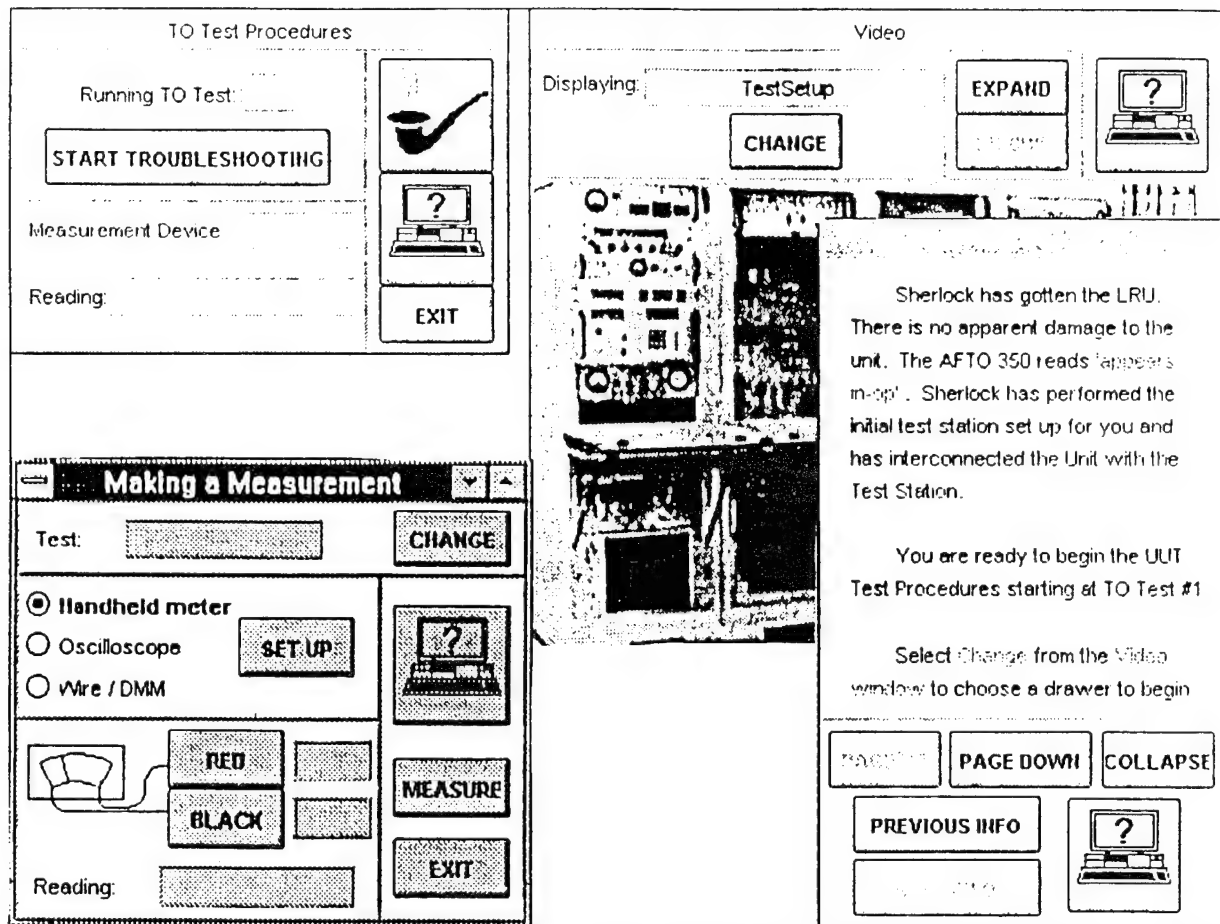 TO Test Procedures
Running TO Test:
START TROUBLESHOOTING
?
Measurement Device
Reading:
EXIT
Video
Displaying:
TestSetup
EXPAND
CHANGE
?
Sherlock has gotten the LRU.
There is no apparent damage to the
unit. The AFTO 350 reads 'appears
in-op'. Sherlock has performed the
initial test station set up for you and
has interconnected the Unit with the
Test Station.
You are ready to begin the UUT
Test Procedures starting at TO Test #1
Select Change from the Video
window to choose a drawer to begin
PAGE DOWN
COLLAPSE
PREVIOUS INFO
?
Making a Measurement
Test:
CHANGE
Handheld meter
Oscilloscope
Wire / DMM
SET UP
?
RED
BLACK
MEASURE
EXIT
Reading: